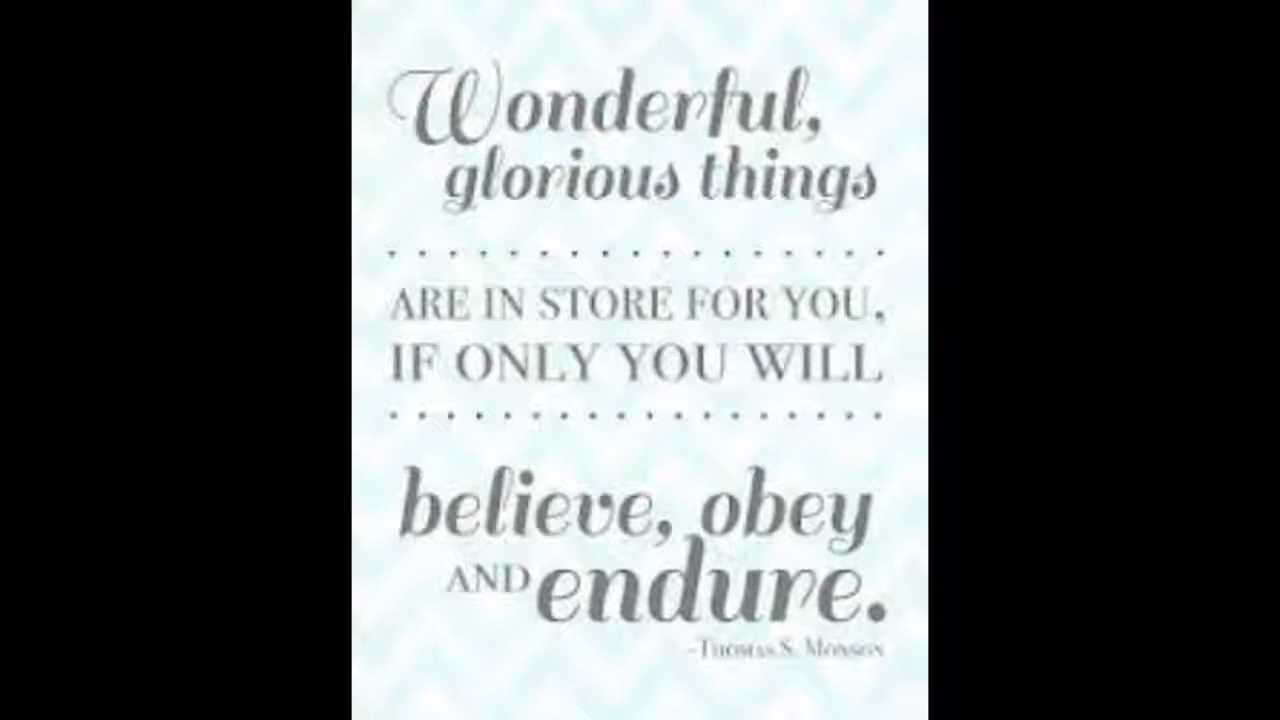 Wonderful,
glorious things
ARE IN STORE FOR YOU,
IF ONLY YOU WILL
believe, obey
AND endure.
-THOMAS S. MONSON